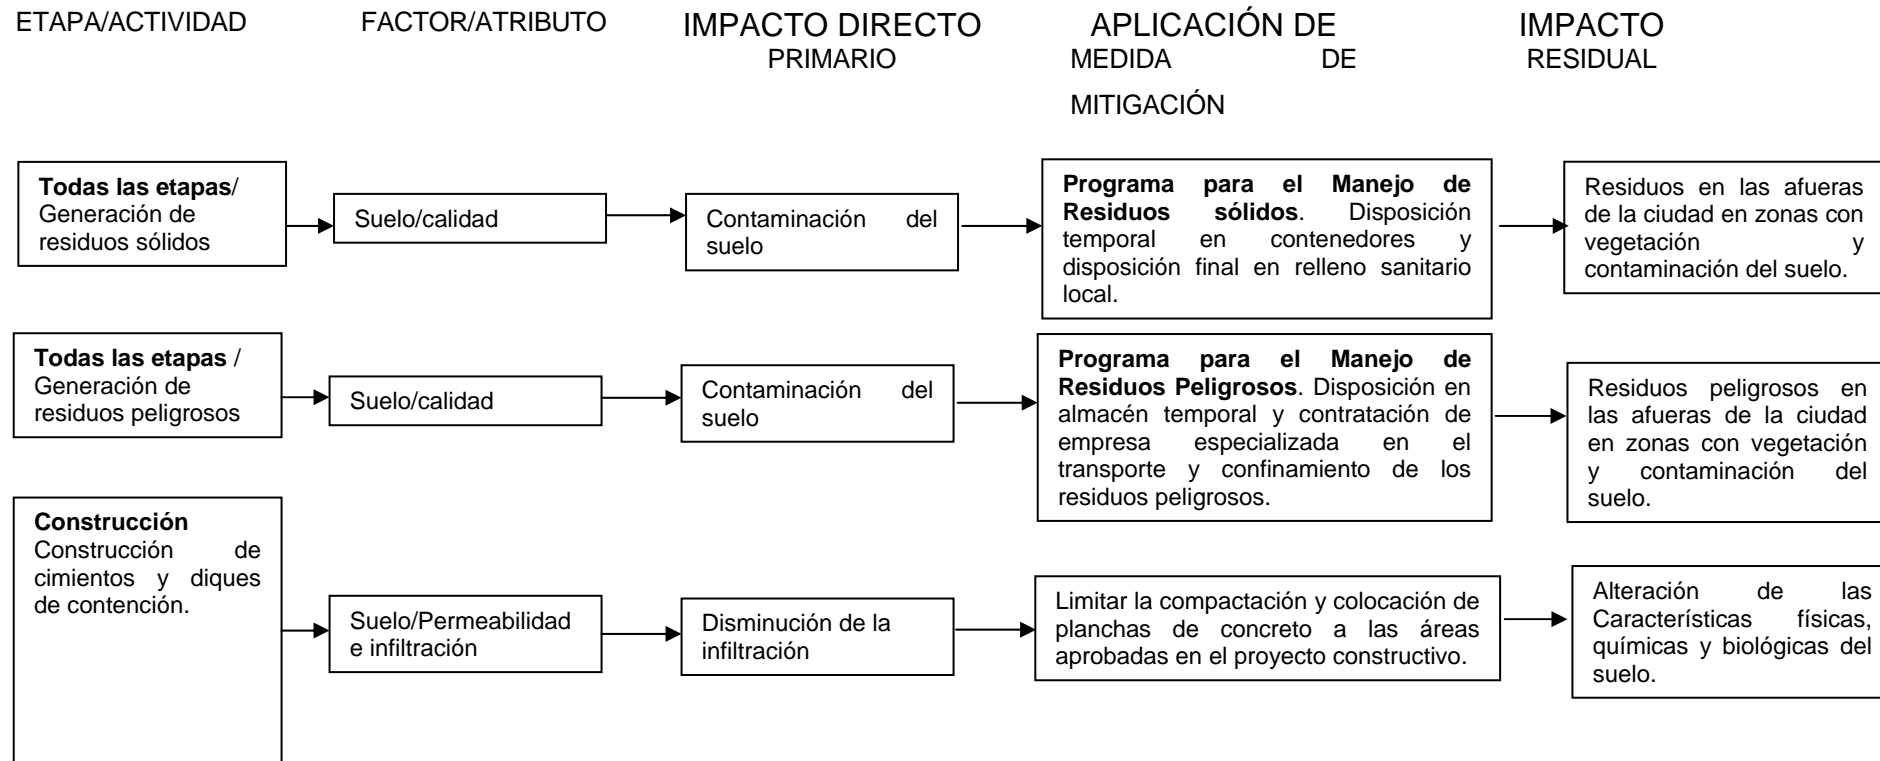 ETAPA/ACTIVIDAD
FACTOR/ATRIBUTO
IMPACTO DIRECTO
PRIMARIO
APLICACIÓN DE
MEDIDA DE
MITIGACIÓN
IMPACTO
RESIDUAL
Todas las etapas/
Generación de
residuos sólidos
Suelo/calidad
Contaminación del
suelo
Programa para el Manejo de
Residuos sólidos. Disposición
temporal en contenedores y
disposición final en relleno sanitario
local.
Residuos en las afueras
de la ciudad en zonas con
vegetación y
contaminación del suelo.
Todas las etapas /
Generación de
residuos peligrosos
Suelo/calidad
Contaminación del
suelo
Programa para el Manejo de
Residuos Peligrosos. Disposición en
almacén temporal y contratación de
empresa especializada en el
transporte y confinamiento de los
residuos peligrosos.
Residuos peligrosos en
las afueras de la ciudad
en zonas con vegetación
y contaminación del
suelo.
Construcción
Construcción de
cimientos y diques
de contención.
Suelo/Permeabilidad
e infiltración
Disminución de la
infiltración
Limitar la compactación y colocación de
planchas de concreto a las áreas
aprobadas en el proyecto constructivo.
Alteración de las
Características físicas,
químicas y biológicas del
suelo.